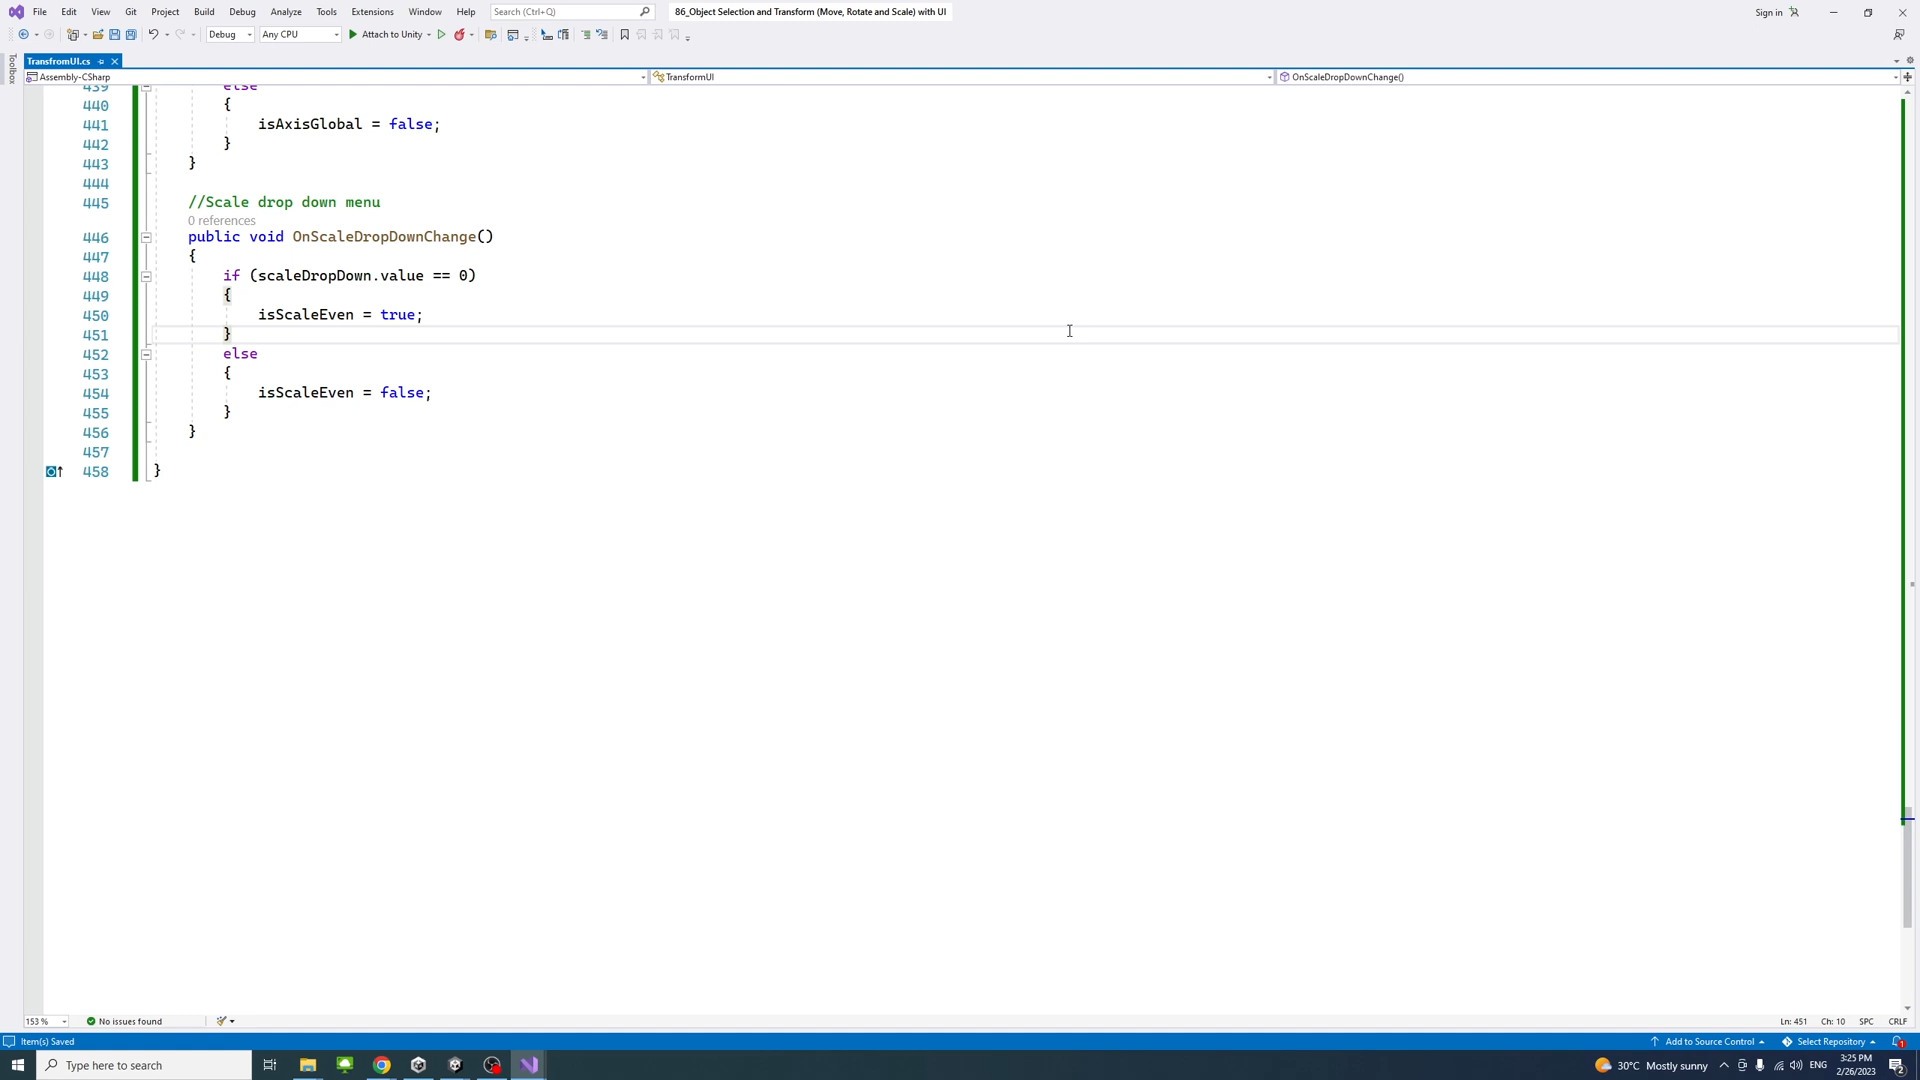 File Edit View Git Project Build Debug Analyze Tools Extensions Window Help Search (Ctrl+Q) 86_Object Selection and Transform (Move, Rotate and Scale) with UI Sign in
Debug Any CPU Attach to Unity
Toolbox
TransfromUI.cs
Assembly-CSharp TransformUI OnScaleDropDownChange()
439 else
440 {
441 isAxisGlobal = false;
442 }
443 }
444
445 //Scale drop down menu
0 references
446 public void OnScaleDropDownChange()
447 {
448 if (scaleDropDown.value == 0)
449 {
450 isScaleEven = true;
451 }
452 else
453 {
454 isScaleEven = false;
455 }
456 }
457
458 }
153 % No issues found Ln: 451 Ch: 10 SPC CRLF
Item(s) Saved Add to Source Control Select Repository 1
Type here to search 30°C Mostly sunny ENG 3:25 PM
2/26/2023 2